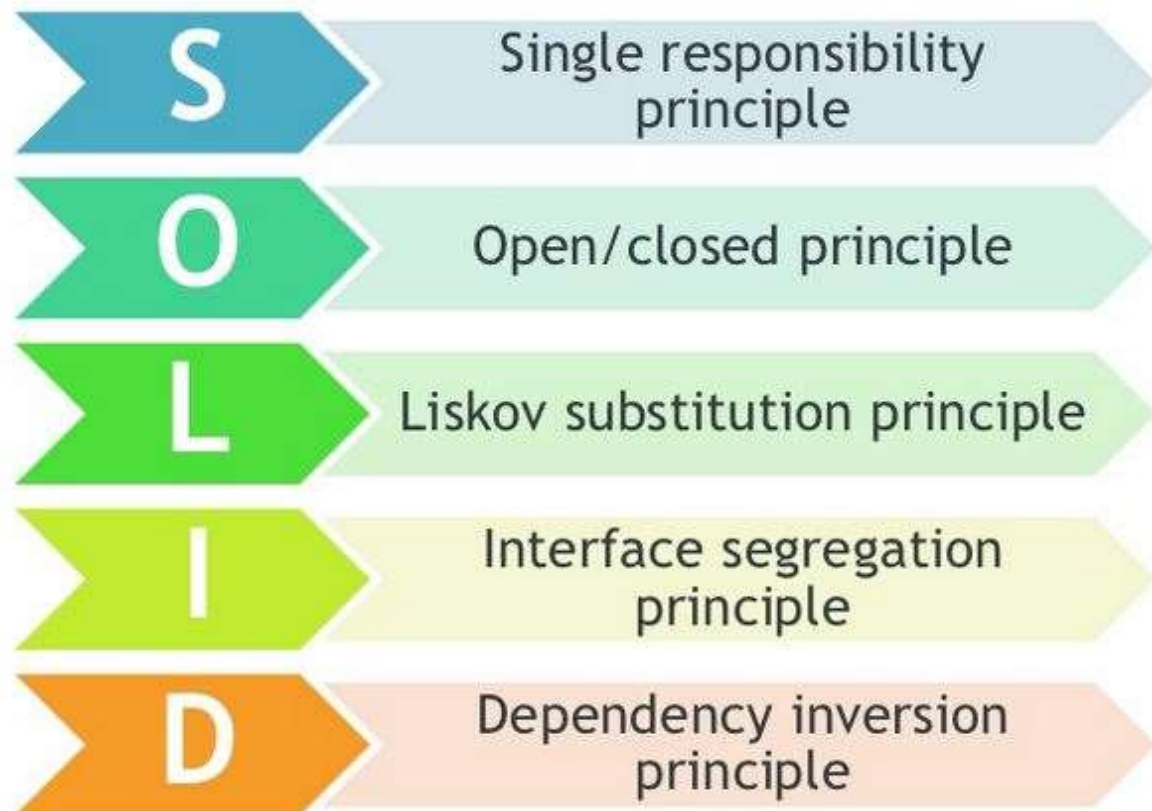 S
Single responsibility
principle
O
Open/closed principle
L
Liskov substitution principle
I
Interface segregation
principle
D
Dependency inversion
principle